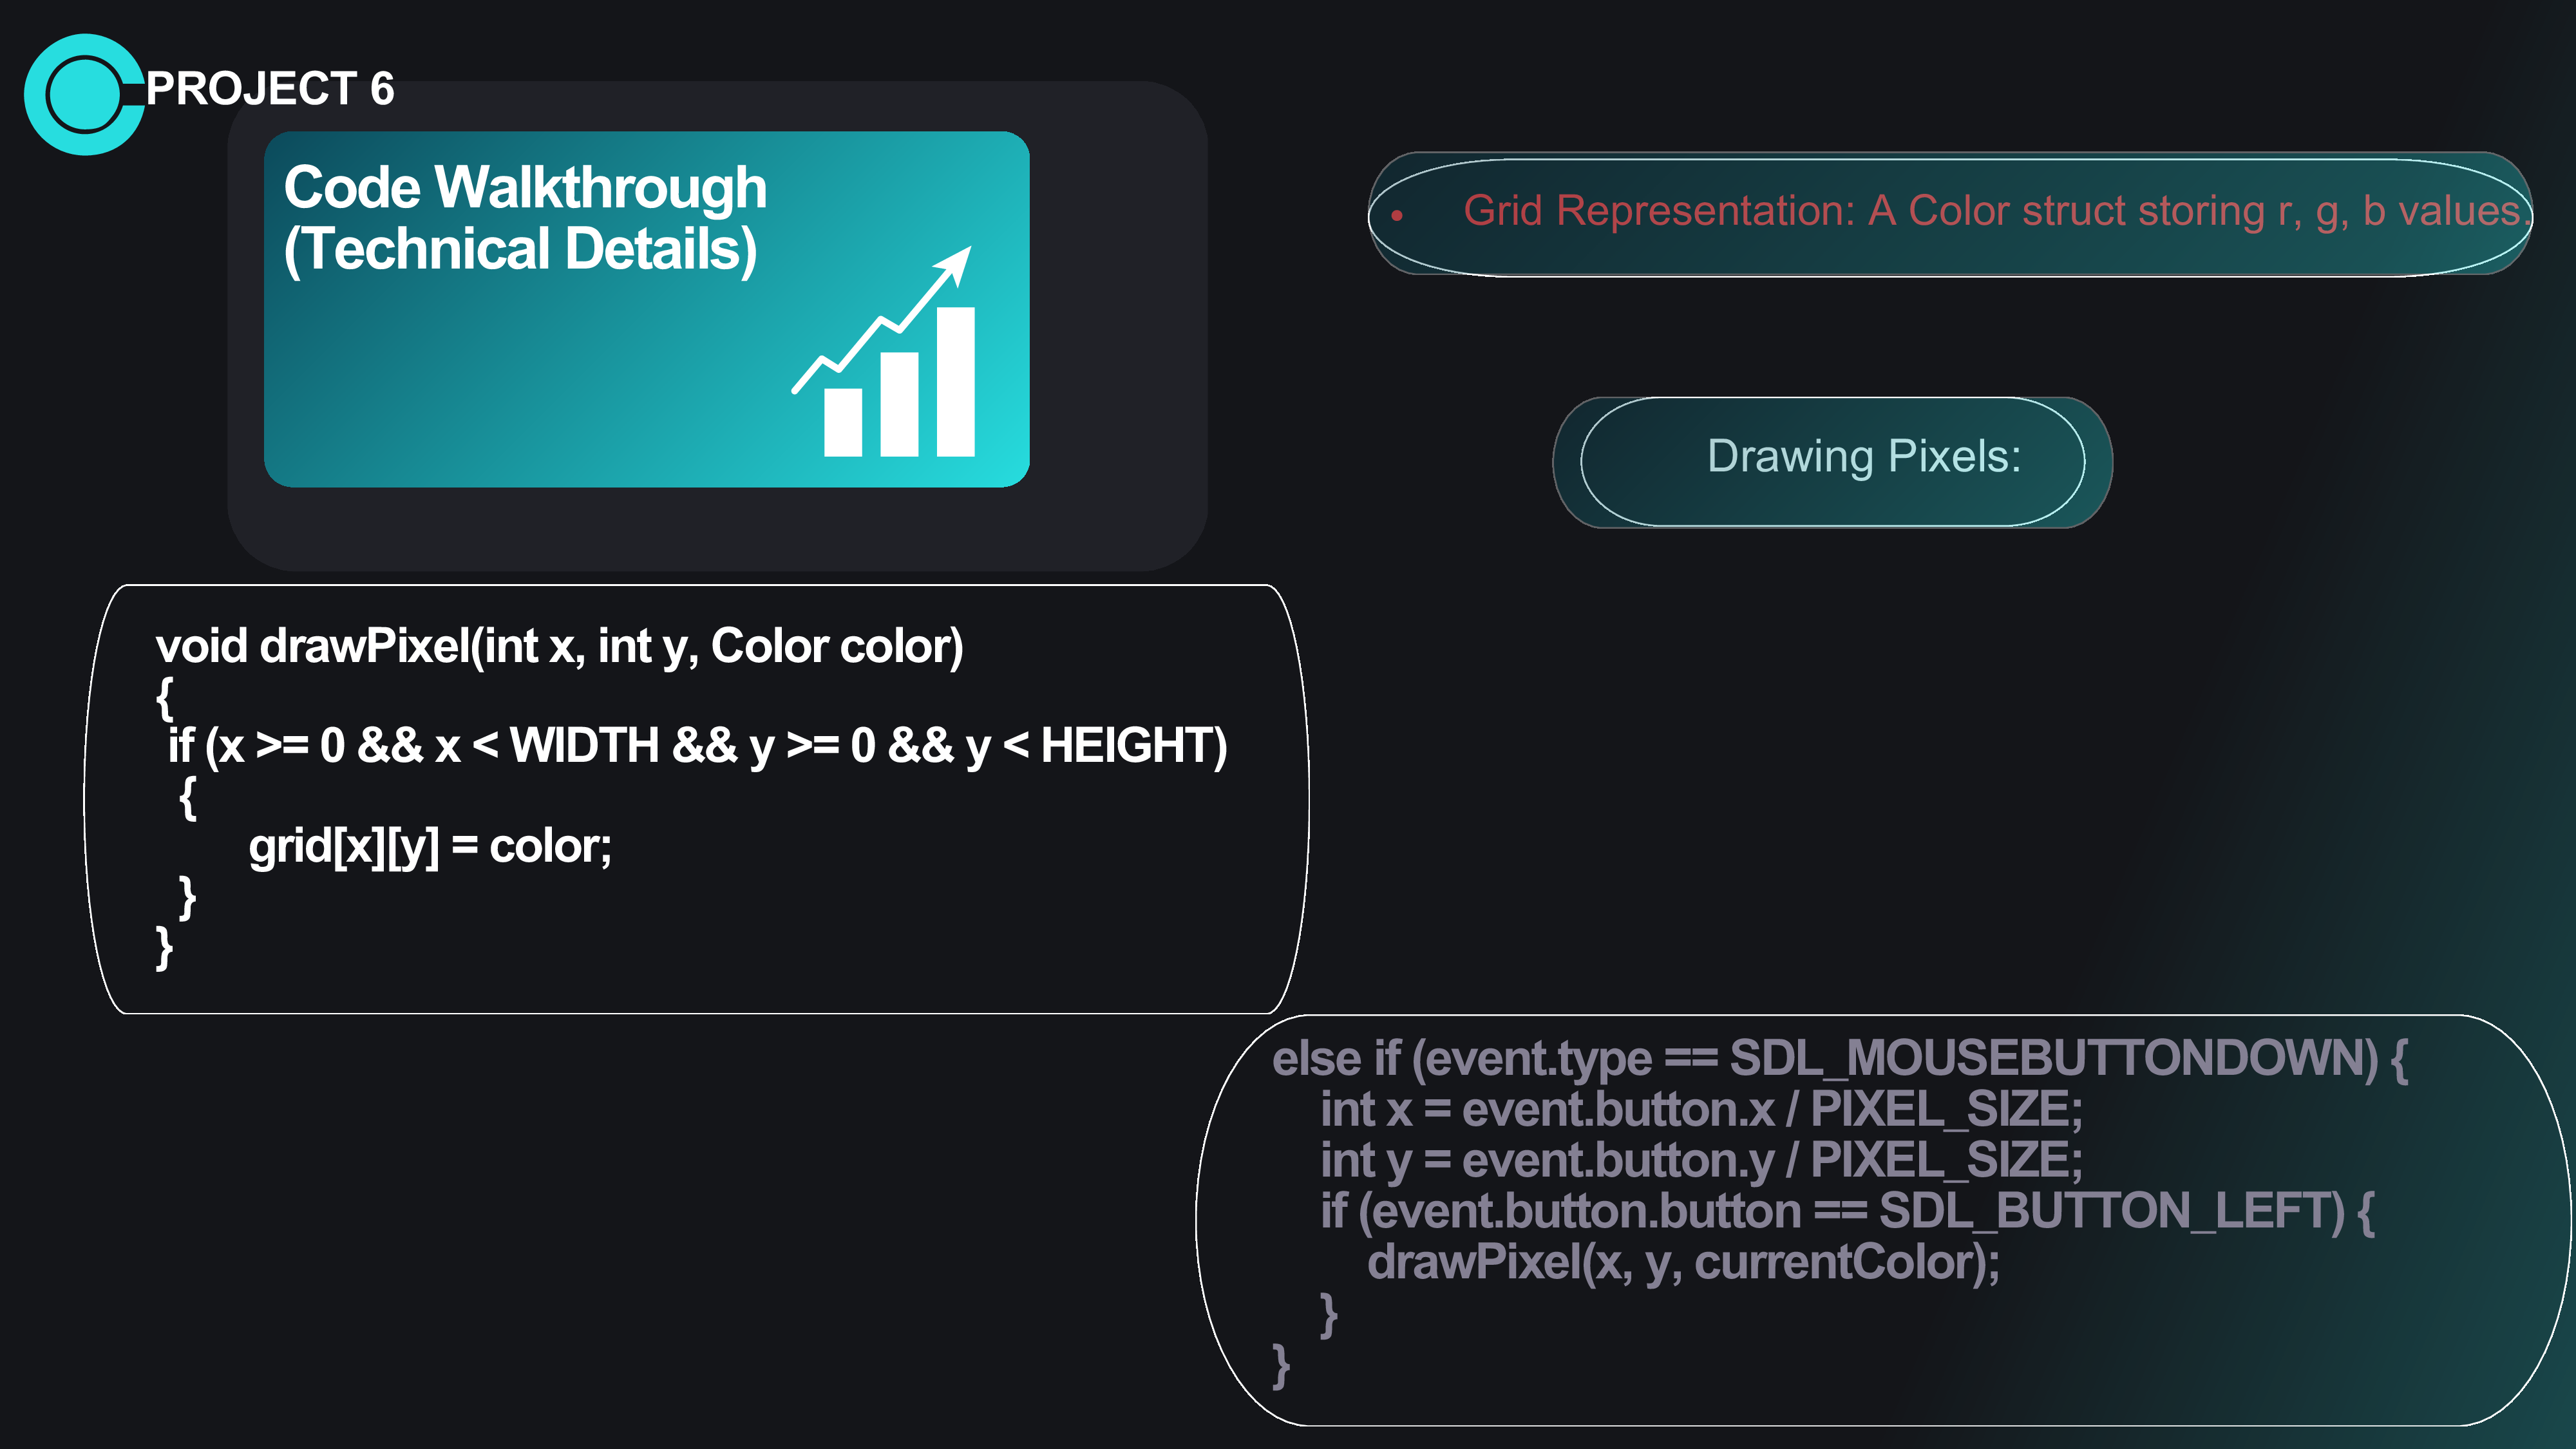 PROJECT 6
Code Walkthrough
(Technical Details)
• Grid Representation: A Color struct storing r, g, b values.
Drawing Pixels:
void drawPixel(int x, int y, Color color)
{
if (x >= 0 && x < WIDTH && y >= 0 && y < HEIGHT)
{
grid[x][y] = color;
}
}
else if (event.type == SDL_MOUSEBUTTONDOWN) {
int x = event.button.x / PIXEL_SIZE;
int y = event.button.y / PIXEL_SIZE;
if (event.button.button == SDL_BUTTON_LEFT) {
drawPixel(x, y, currentColor);
}
}